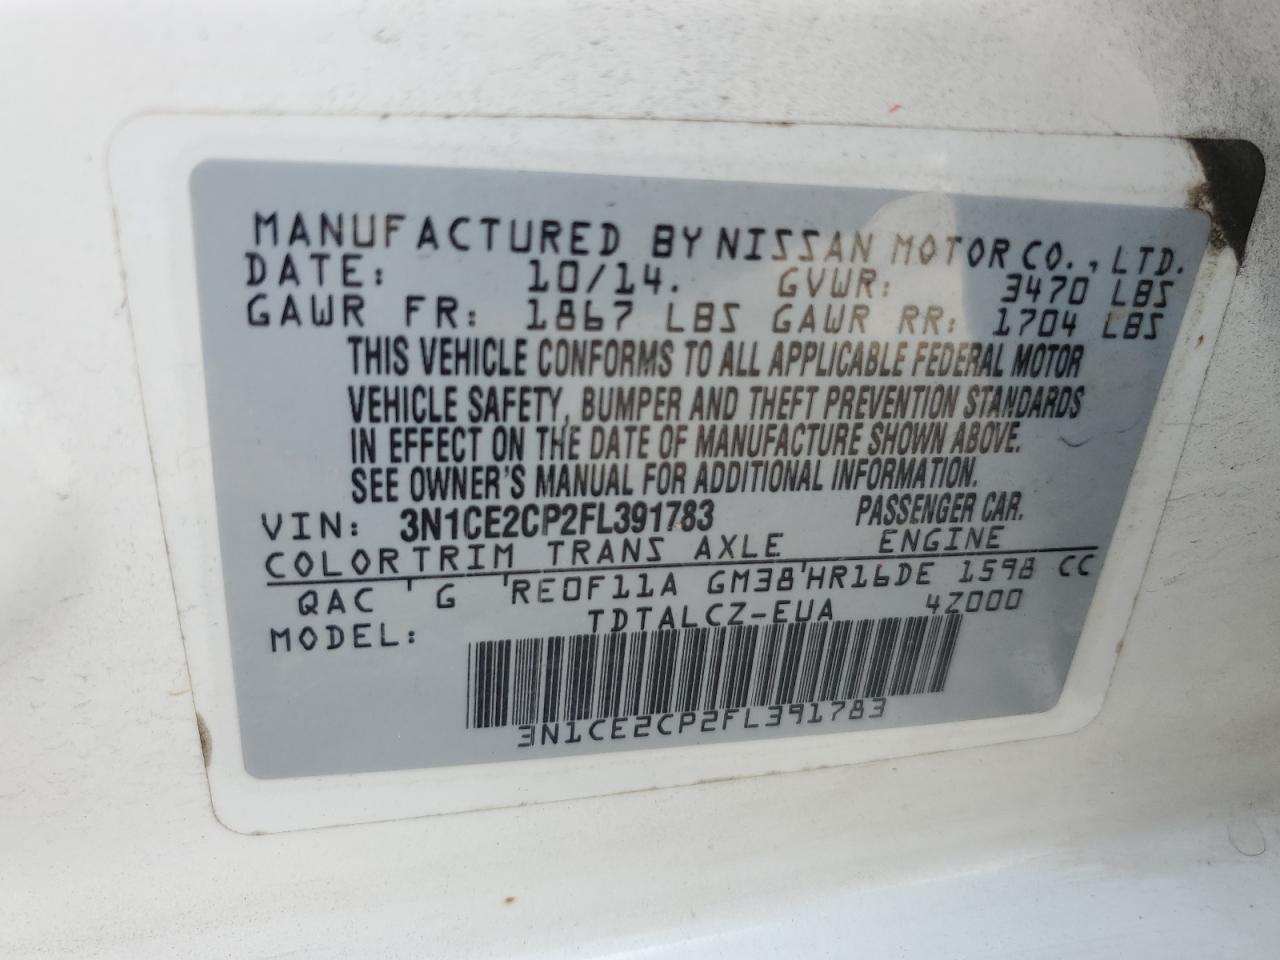 MANUFACTURED BY NISSAN MOTOR CO., LTD.
DATE: 10/14. GVWR: 3470 LBS
GAWR FR: 1867 LBS GAWR RR: 1704 LBS
THIS VEHICLE CONFORMS TO ALL APPLICABLE FEDERAL MOTOR
VEHICLE SAFETY, BUMPER AND THEFT PREVENTION STANDARDS
IN EFFECT ON THE DATE OF MANUFACTURE SHOWN ABOVE.
SEE OWNER'S MANUAL FOR ADDITIONAL INFORMATION.
VIN: 3N1CE2CP2FL391783 PASSENGER CAR.
COLOR TRIM TRANS AXLE ENGINE
QAC ' G 'RE0F11A GM38'HR16DE 1598 CC
MODEL: TDTALCZ-EUA 4Z000
3N1CE2CP2FL391783